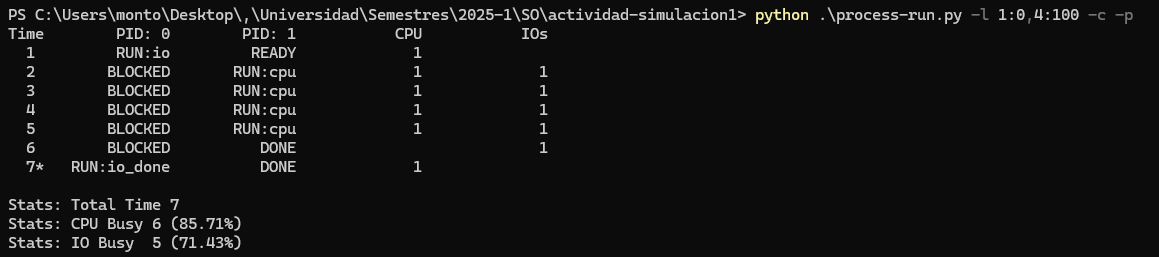 PS C:\Users\monto\Desktop\,\Universidad\Semestres\2025-1\SO\actividad-simulacion1> python .\process-run.py -l 1:0,4:100 -c -p
Time        PID: 0        PID: 1           CPU           IOs
  1         RUN:io         READY             1
  2        BLOCKED       RUN:cpu             1             1
  3        BLOCKED       RUN:cpu             1             1
  4        BLOCKED       RUN:cpu             1             1
  5        BLOCKED       RUN:cpu             1             1
  6        BLOCKED          DONE                           1
  7*   RUN:io_done          DONE             1

Stats: Total Time 7
Stats: CPU Busy 6 (85.71%)
Stats: IO Busy  5 (71.43%)